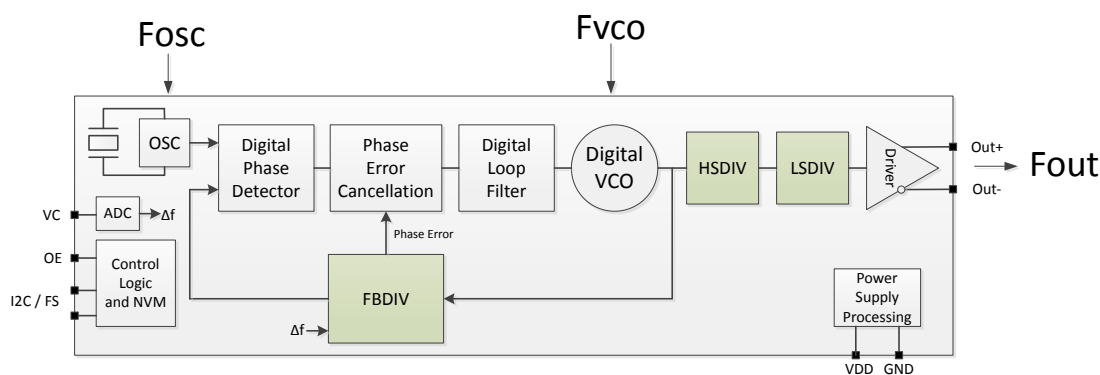 Fosc
Fvco
OSC
Digital
Phase
Detector
Phase
Error
Cancellation
Digital
Loop
Filter
Digital
VCO
HSDIV
LSDIV
Driver
Out+
Out-
Fout
VC
ADC
Δf
Phase Error
OE
I2C / FS
Control
Logic
and NVM
FBDIV
Δf
Power
Supply
Processing
VDD
GND